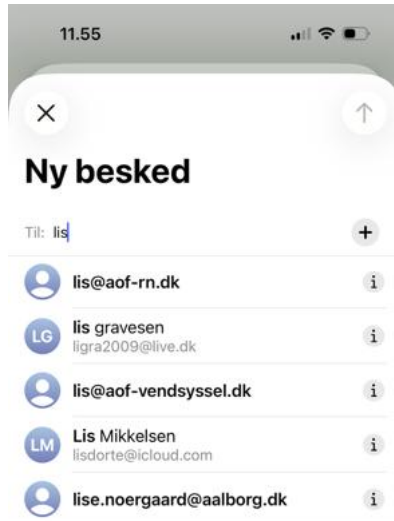 11.55
Ny besked
Til: lis
lis@aof-rn.dk
LG
lis gravesen
ligra2009@live.dk
lis@aof-vendsyssel.dk
LM
Lis Mikkelsen
lisdorte@icloud.com
lise.noergaard@aalborg.dk